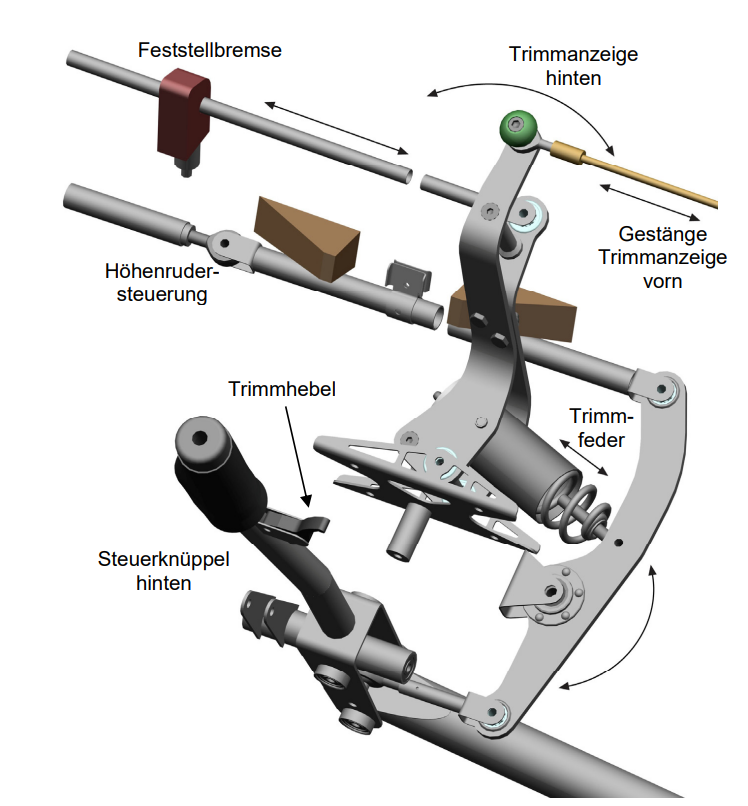 Feststellbremse
Trimmanzeige
hinten
Gestänge
Trimmanzeige
vorn
Höhenruder-
steuerung
Trimmhebel
Trimm-
feder
Steuerknüppel
hinten